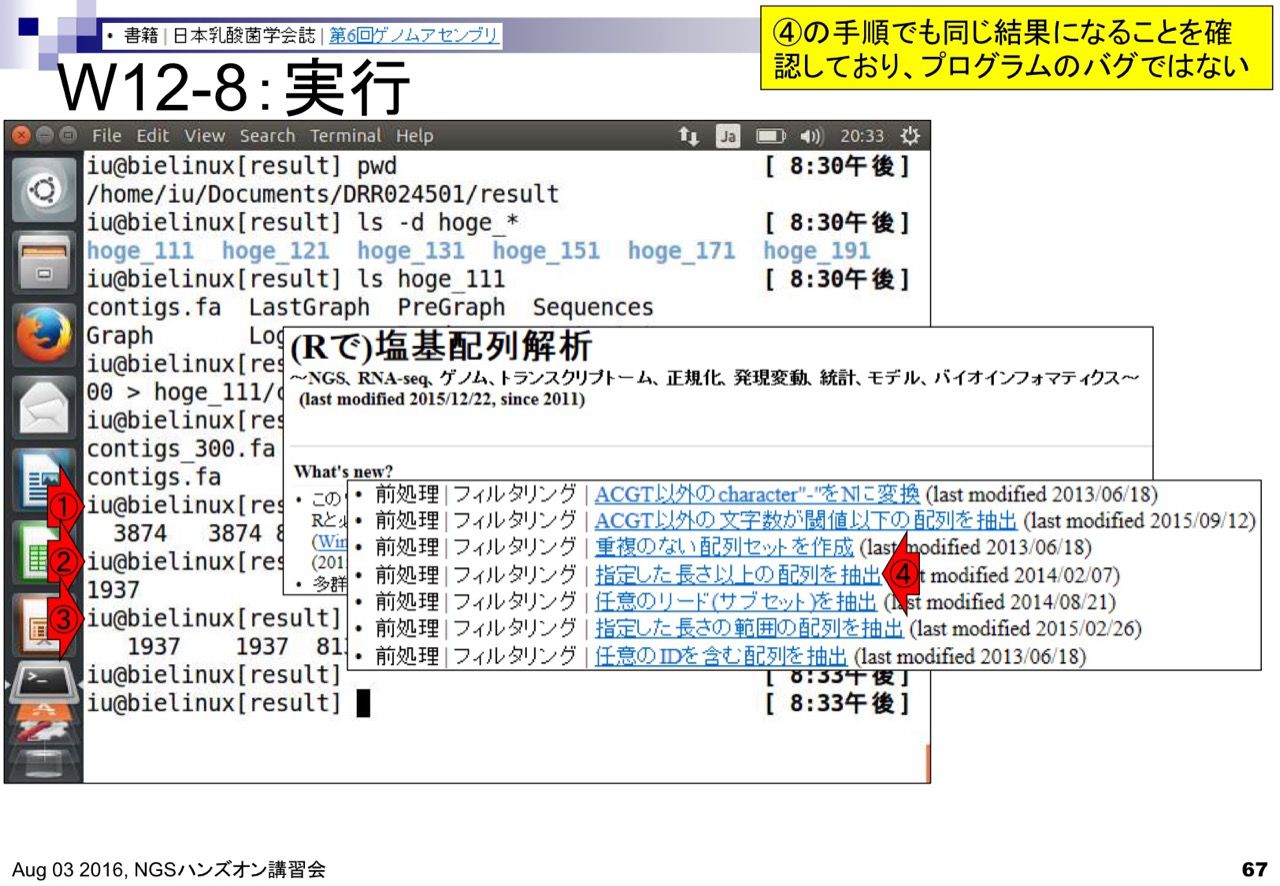 • 書籍 | 日本乳酸菌学会誌 | 第6回ゲノムアセンブリ
④の手順でも同じ結果になることを確
認しており、プログラムのバグではない
W12-8：実行
File Edit View Search Terminal Help
Ja
20:33
iu@bielinux[result] pwd [ 8:30午後]
/home/iu/Documents/DRR024501/result
iu@bielinux[result] ls -d hoge_* [ 8:30午後]
hoge_111 hoge_121 hoge_131 hoge_151 hoge_171 hoge_191
iu@bielinux[result] ls hoge_111 [ 8:30午後]
contigs.fa LastGraph PreGraph Sequences
Graph
iu@bielinux[res
00 > hoge_111/
iu@bielinux[res
contigs_300.fa
contigs.fa
① iu@bielinux[res
3874 3874
② iu@bielinux[res
1937
③ iu@bielinux[result]
1937 1937 81
iu@bielinux[result] [ 8:33午後]
iu@bielinux[result] [ 8:33午後]
(Rで)塩基配列解析
～NGS、RNA-seq、ゲノム、トランスクリプトーム、正規化、発現変動、統計、モデル、バイオインフォマティクス～
(last modified 2015/12/22, since 2011)
What's new?
• この
Rと
(Win
(201
• 多群
• 前処理 | フィルタリング | ACGT以外のcharacter"-"をNに変換 (last modified 2013/06/18)
• 前処理 | フィルタリング | ACGT以外の文字数が閾値以下の配列を抽出 (last modified 2015/09/12)
• 前処理 | フィルタリング | 重複のない配列セットを作成 (last modified 2013/06/18)
• 前処理 | フィルタリング | 指定した長さ以上の配列を抽出 ④ t modified 2014/02/07)
• 前処理 | フィルタリング | 任意のリード(サブセット)を抽出 (last modified 2014/08/21)
• 前処理 | フィルタリング | 指定した長さの範囲の配列を抽出 (last modified 2015/02/26)
• 前処理 | フィルタリング | 任意のIDを含む配列を抽出 (last modified 2013/06/18)
Aug 03 2016, NGSハンズオン講習会
67